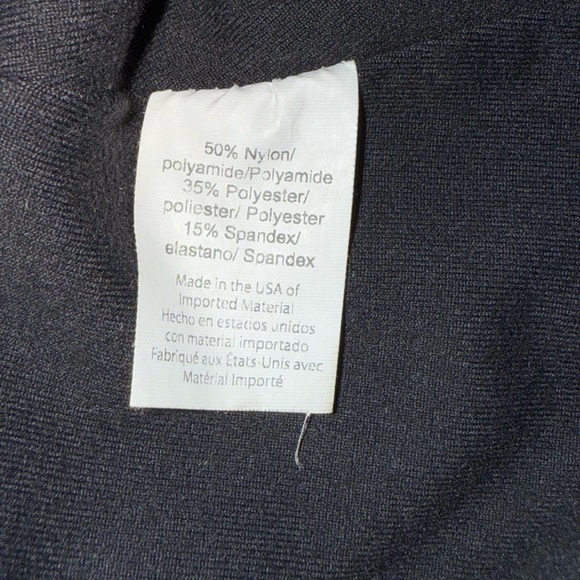 50% Nylon/
polyamide/Polyamide
35% Polyester/
poliester/ Polyester
15% Spandex/
elastano/ Spandex
Made in the USA of
Imported Material
Hecho en estados unidos
con material importado
Fabriqué aux États-Unis avec
Matérial Importé